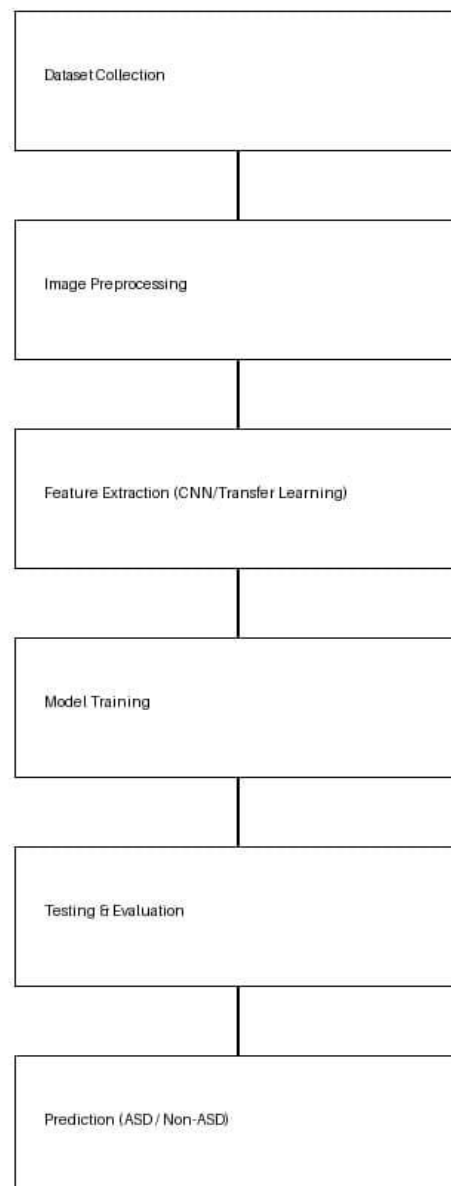 Dataset Collection
Image Preprocessing
Feature Extraction (CNN/Transfer Learning)
Model Training
Testing & Evaluation
Prediction (ASD / Non-ASD)